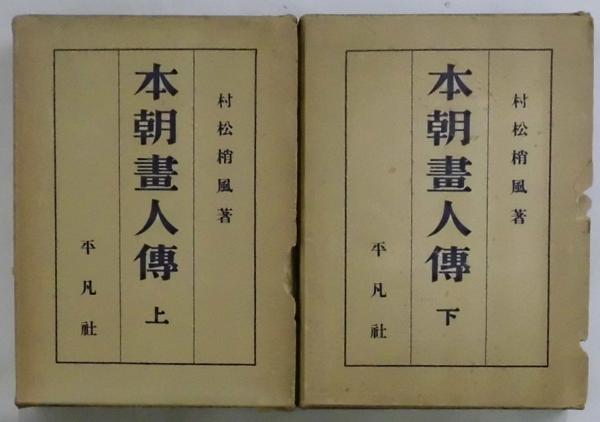 村松梢風著
本朝畫人傳 上
平凡社
村松梢風著
本朝畫人傳 下
平凡社